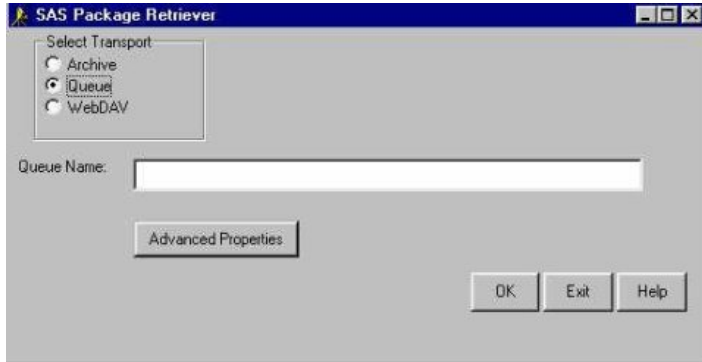 SAS Package Retriever
Select Transport
Archive
Queue
WebDAV
Queue Name:
Advanced Properties
OK Exit Help